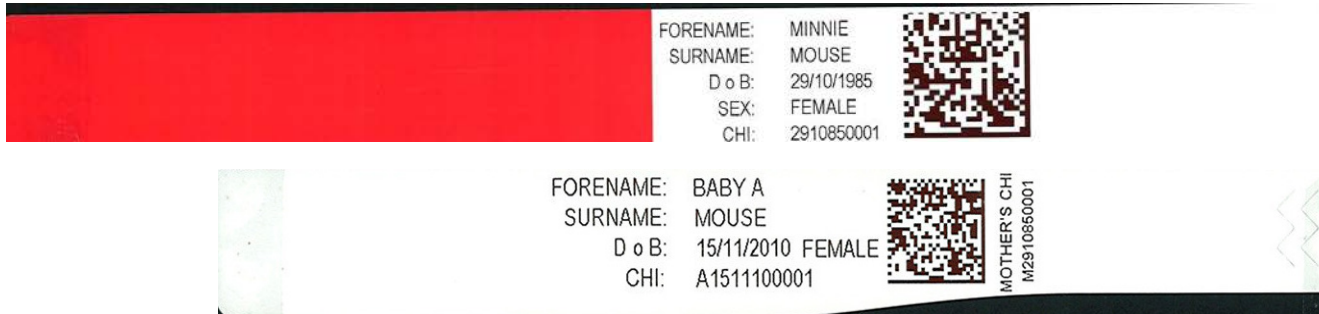 FORENAME: MINNIE
SURNAME: MOUSE
D o B: 29/10/1985
SEX: FEMALE
CHI: 2910850001
FORENAME: BABY A
SURNAME: MOUSE
D o B: 15/11/2010 FEMALE
CHI: A1511100001
MOTHER'S CHI
M2910850001